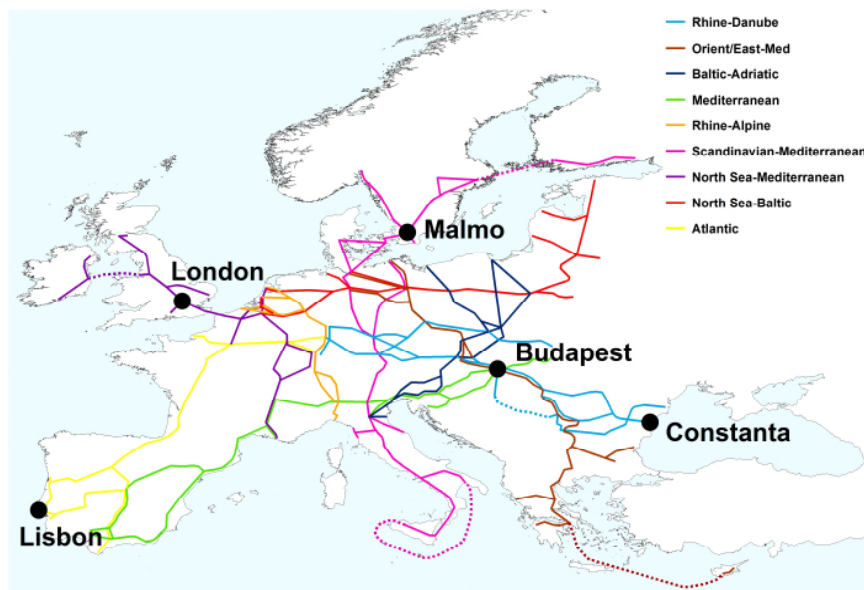 Rhine-Danube
Orient/East-Med
Baltic-Adriatic
Mediterranean
Rhine-Alpine
Scandinavian-Mediterranean
North Sea-Mediterranean
North Sea-Baltic
Atlantic
Malmo
London
Budapest
Constanta
Lisbon